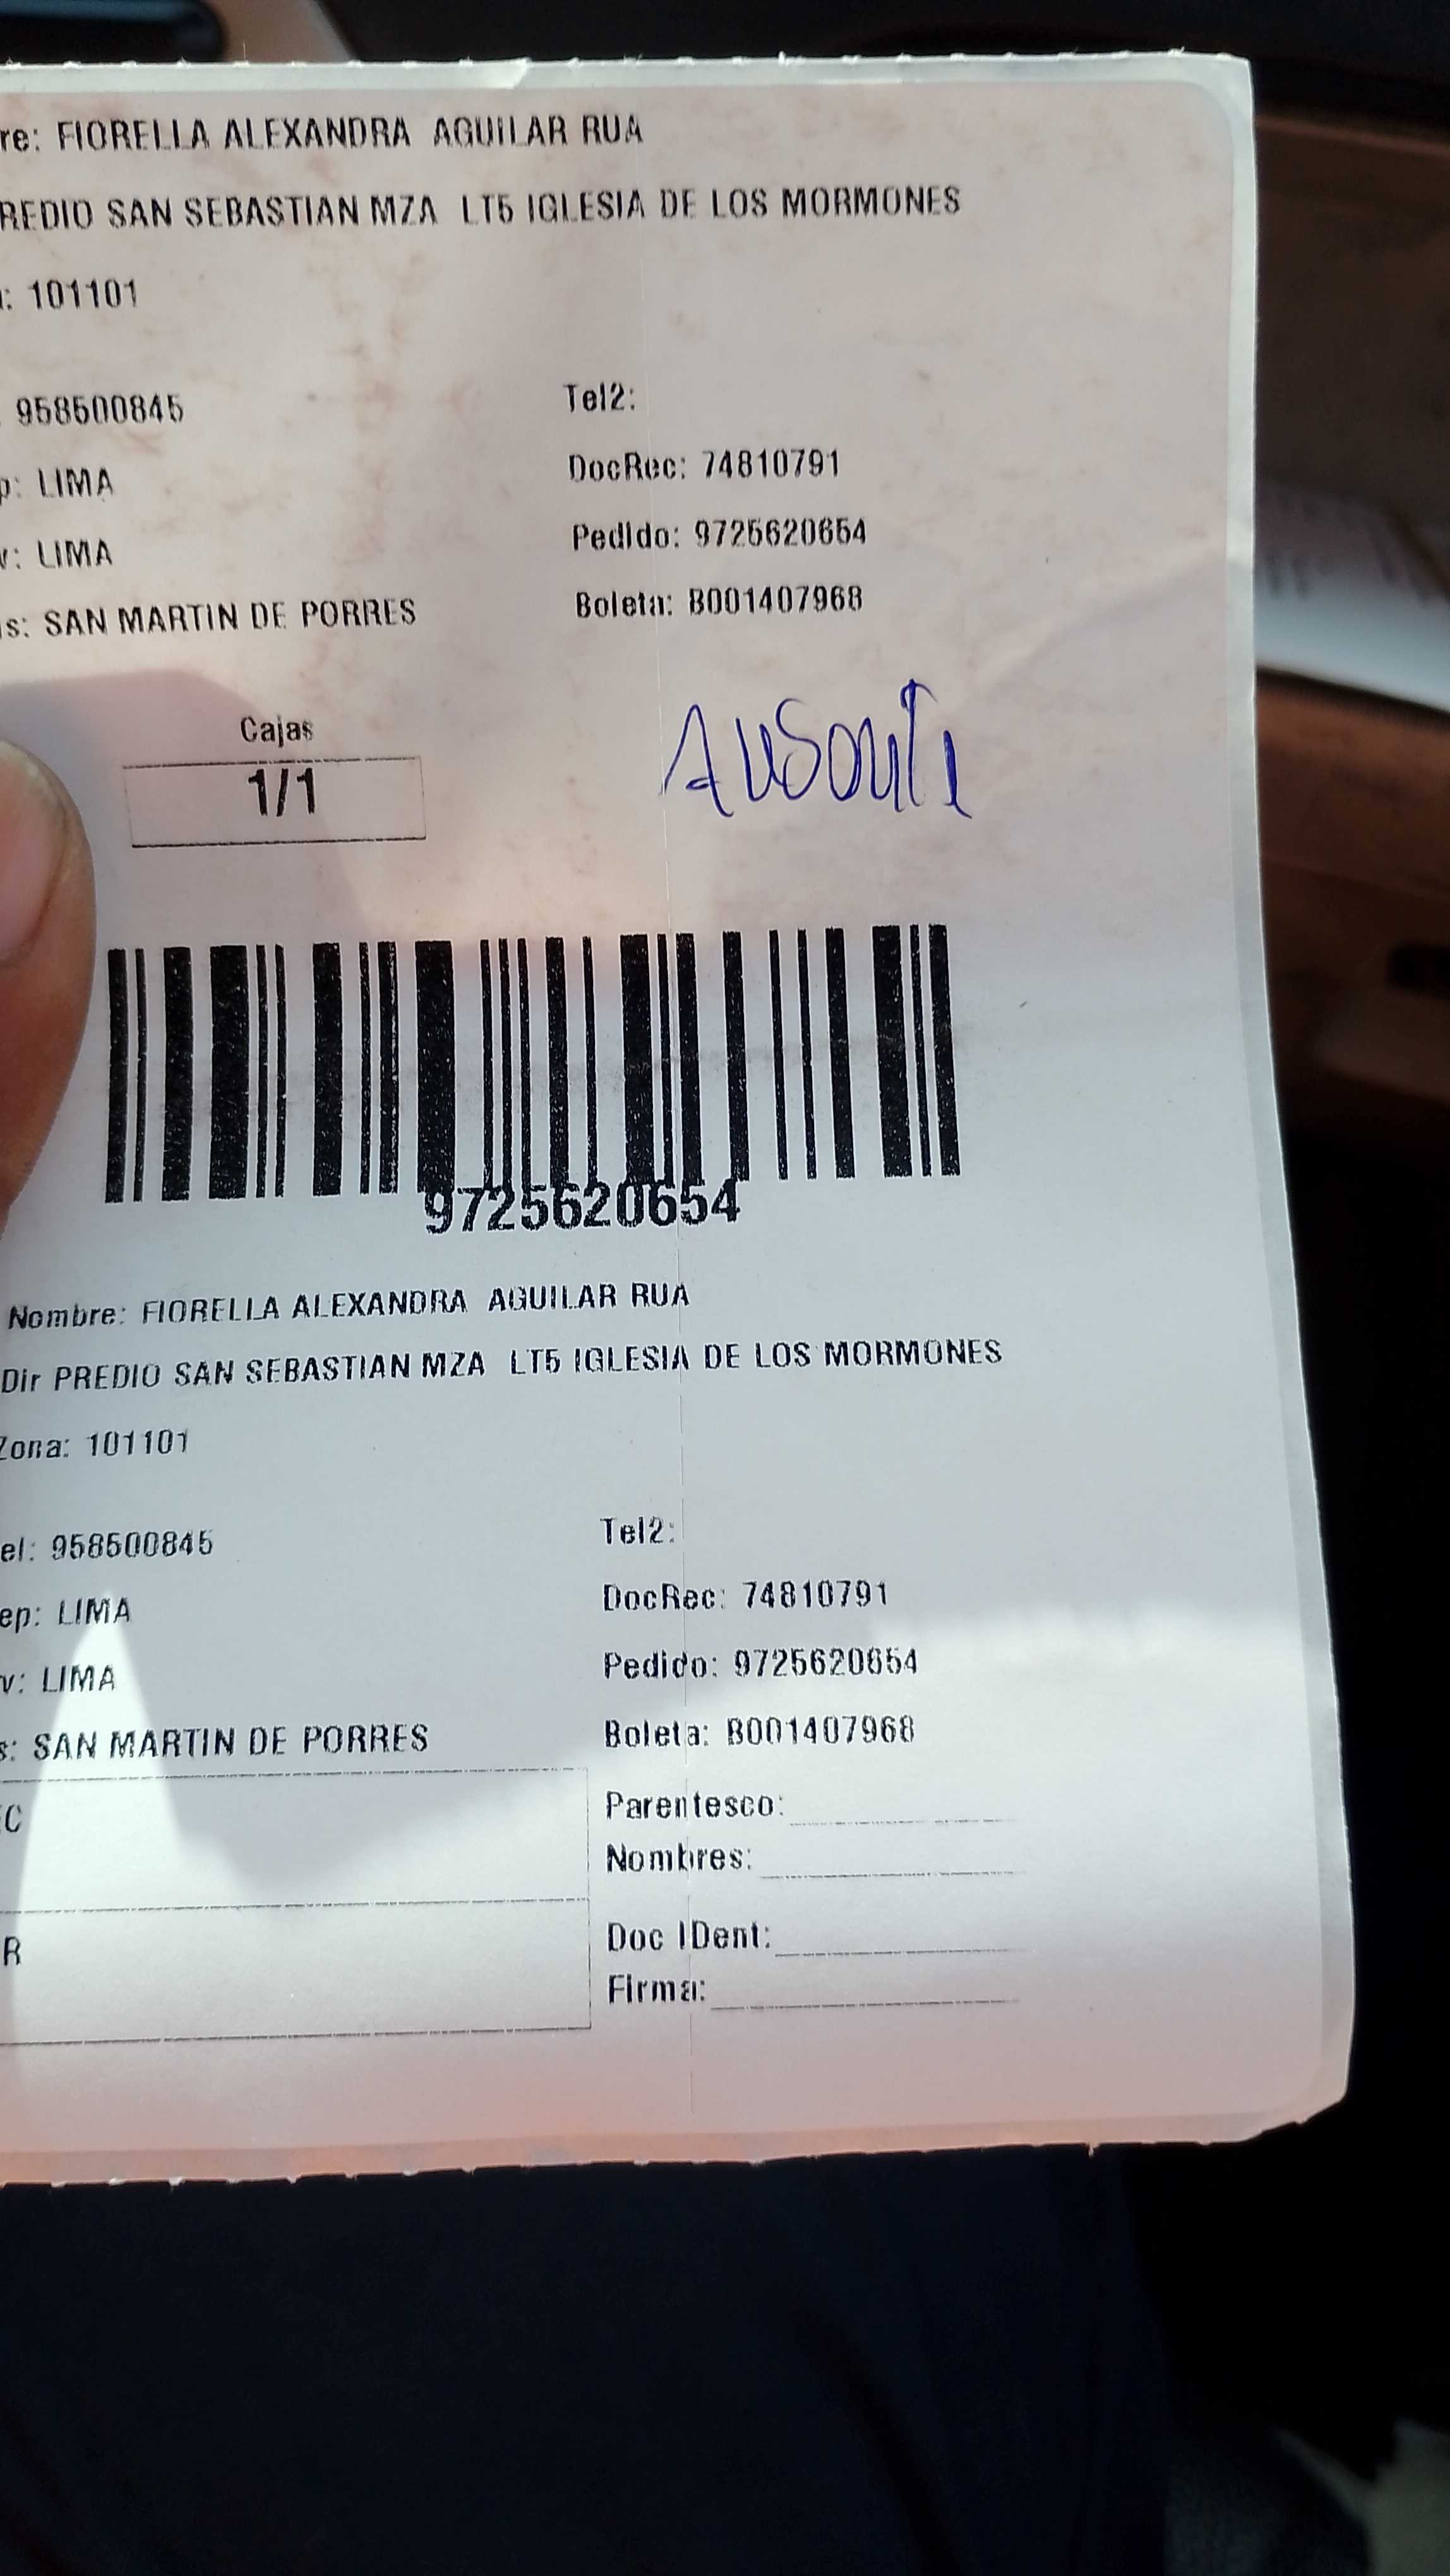 re: FIORELLA ALEXANDRA AGUILAR RUA
REDIO SAN SEBASTIAN MZA LT5 IGLESIA DE LOS MORMONES
: 101101
958500845 Tel2:
p: LIMA DocRec: 74810791
v: LIMA Pedido: 9725620654
is: SAN MARTIN DE PORRES Boleta: B001407968
Cajas
1/1
Ausente
9725620654
Nombre: FIORELLA ALEXANDRA AGUILAR RUA
Dir PREDIO SAN SEBASTIAN MZA LT5 IGLESIA DE LOS MORMONES
Zona: 101101
el: 958500845 Tel2:
ep: LIMA DocRec: 74810791
v: LIMA Pedido: 9725620654
s: SAN MARTIN DE PORRES Boleta: B001407968
EC Parentesco:
Nombres:
R Doc IDent:
Firma: